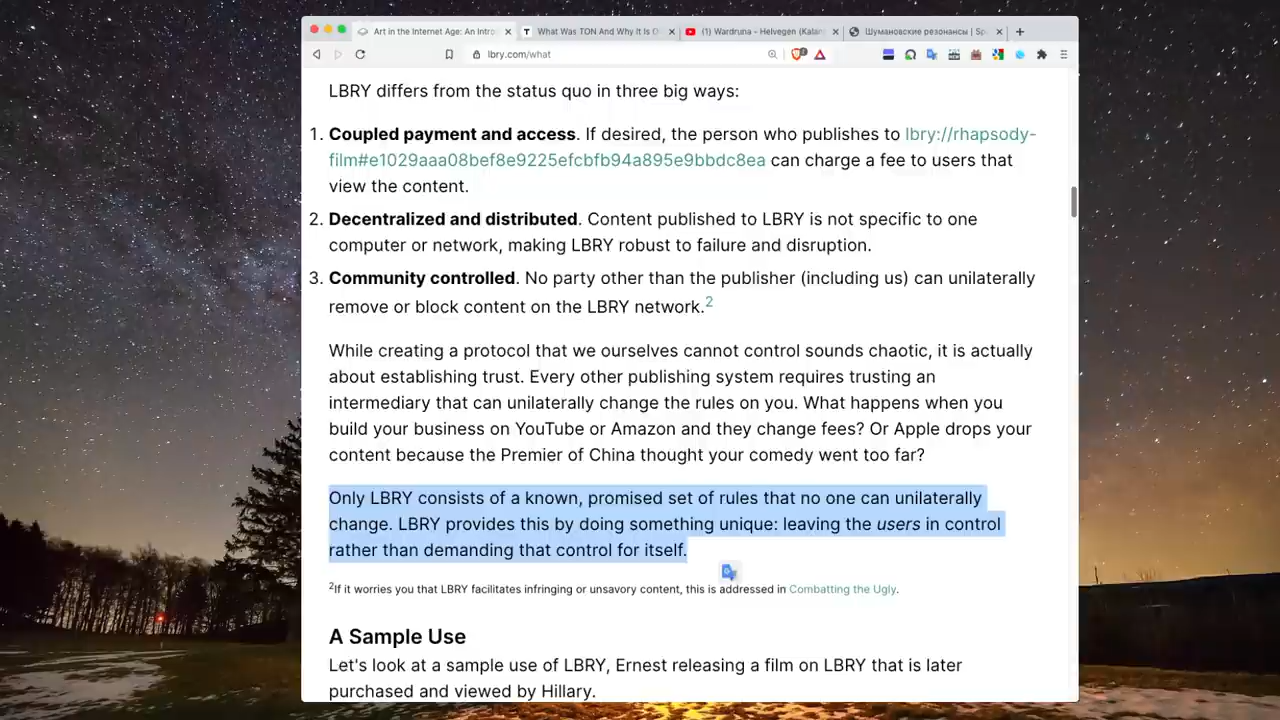 Art in the Internet Age: An Intro
What Was TON And Why It Is O
(1) Wardruna - Helvegen (Kalan
Шумановские резонансы | Sp
lbry.com/what
LBRY differs from the status quo in three big ways:
1. Coupled payment and access. If desired, the person who publishes to lbry://rhapsody-
film#e1029aaa08bef8e9225efcbfb94a895e9bbdc8ea can charge a fee to users that
view the content.
2. Decentralized and distributed. Content published to LBRY is not specific to one
computer or network, making LBRY robust to failure and disruption.
3. Community controlled. No party other than the publisher (including us) can unilaterally
remove or block content on the LBRY network.2
While creating a protocol that we ourselves cannot control sounds chaotic, it is actually
about establishing trust. Every other publishing system requires trusting an
intermediary that can unilaterally change the rules on you. What happens when you
build your business on YouTube or Amazon and they change fees? Or Apple drops your
content because the Premier of China thought your comedy went too far?
Only LBRY consists of a known, promised set of rules that no one can unilaterally
change. LBRY provides this by doing something unique: leaving the users in control
rather than demanding that control for itself.
2If it worries you that LBRY facilitates infringing or unsavory content, this is addressed in Combatting the Ugly.
A Sample Use
Let's look at a sample use of LBRY, Ernest releasing a film on LBRY that is later
purchased and viewed by Hillary.